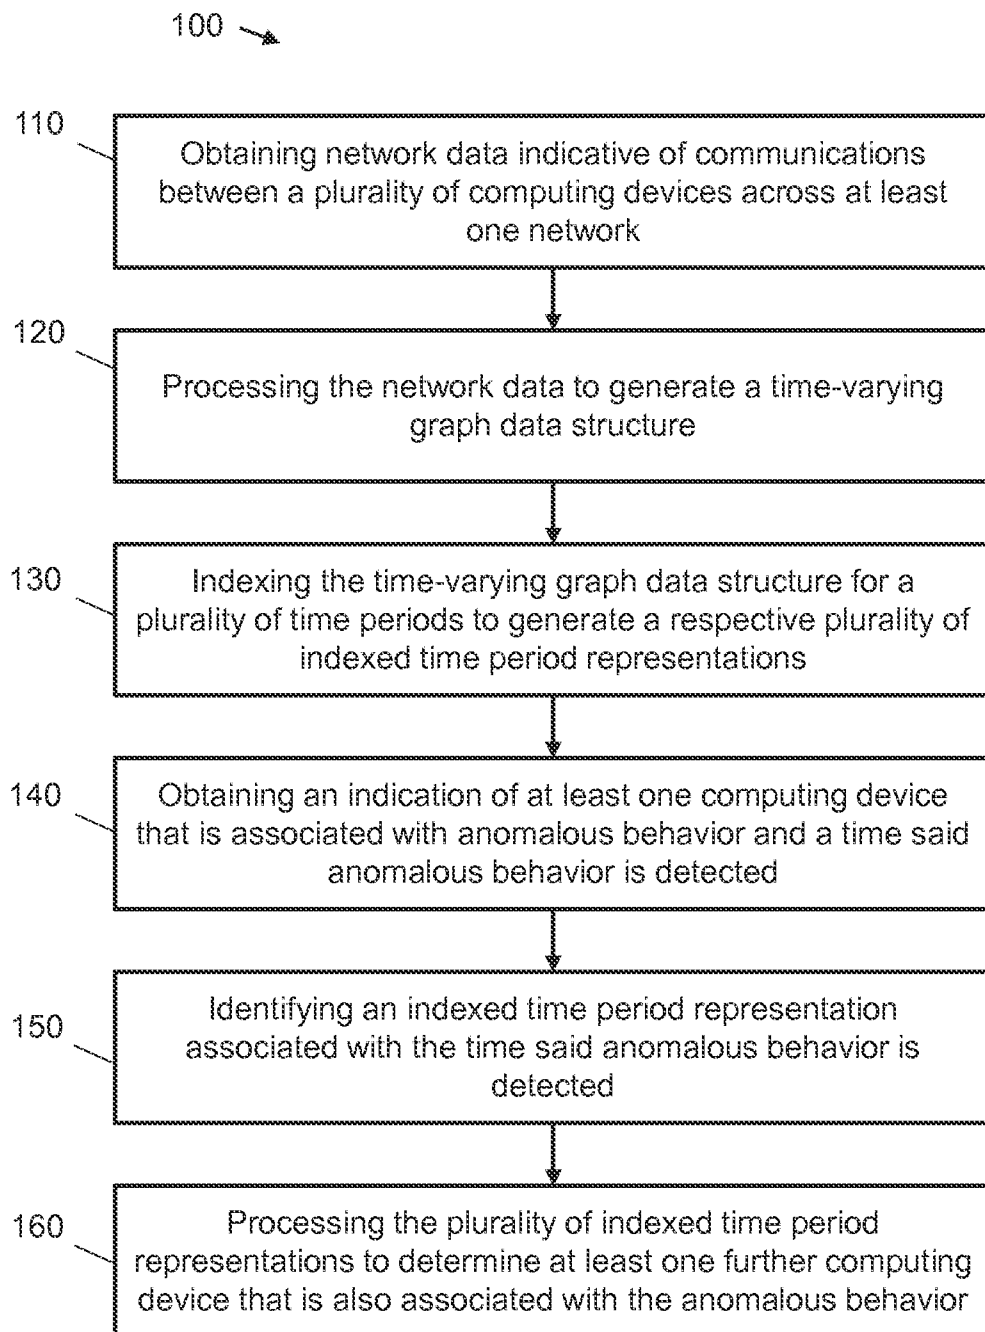 100
110
Obtaining network data indicative of communications
between a plurality of computing devices across at least
one network
120
Processing the network data to generate a time-varying
graph data structure
130
Indexing the time-varying graph data structure for a
plurality of time periods to generate a respective plurality of
indexed time period representations
140
Obtaining an indication of at least one computing device
that is associated with anomalous behavior and a time said
anomalous behavior is detected
150
Identifying an indexed time period representation
associated with the time said anomalous behavior is
detected
160
Processing the plurality of indexed time period
representations to determine at least one further computing
device that is also associated with the anomalous behavior